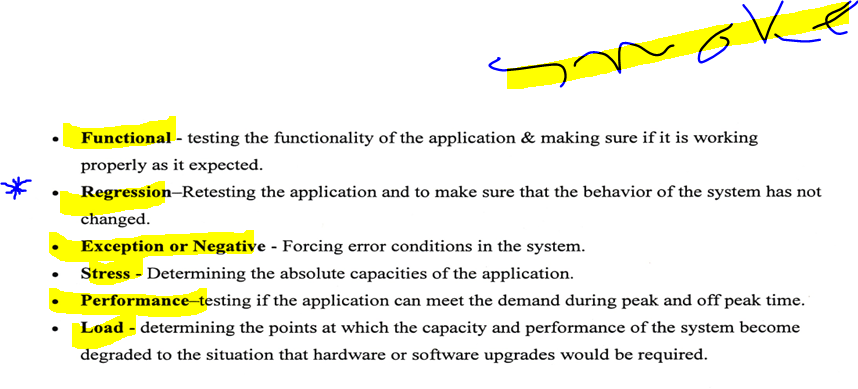 smoke
• Functional - testing the functionality of the application & making sure if it is working
properly as it expected.
* • Regression–Retesting the application and to make sure that the behavior of the system has not
changed.
• Exception or Negative - Forcing error conditions in the system.
• Stress - Determining the absolute capacities of the application.
• Performance–testing if the application can meet the demand during peak and off peak time.
• Load - determining the points at which the capacity and performance of the system become
degraded to the situation that hardware or software upgrades would be required.